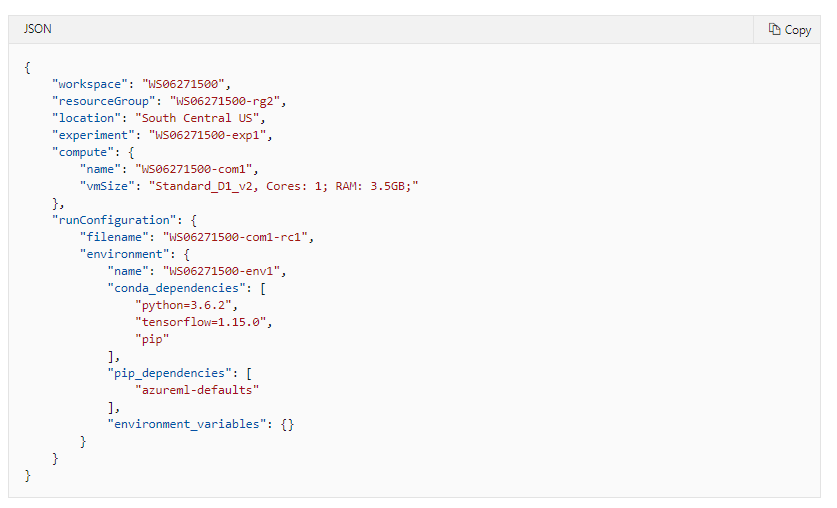 JSON
Copy
{
    "workspace": "WS06271500",
    "resourceGroup": "WS06271500-rg2",
    "location": "South Central US",
    "experiment": "WS06271500-exp1",
    "compute": {
        "name": "WS06271500-com1",
        "vmSize": "Standard_D1_v2, Cores: 1; RAM: 3.5GB;"
    },
    "runConfiguration": {
        "filename": "WS06271500-com1-rc1",
        "environment": {
            "name": "WS06271500-env1",
            "conda_dependencies": [
                "python=3.6.2",
                "tensorflow=1.15.0",
                "pip"
            ],
            "pip_dependencies": [
                "azureml-defaults"
            ],
            "environment_variables": {}
        }
    }
}